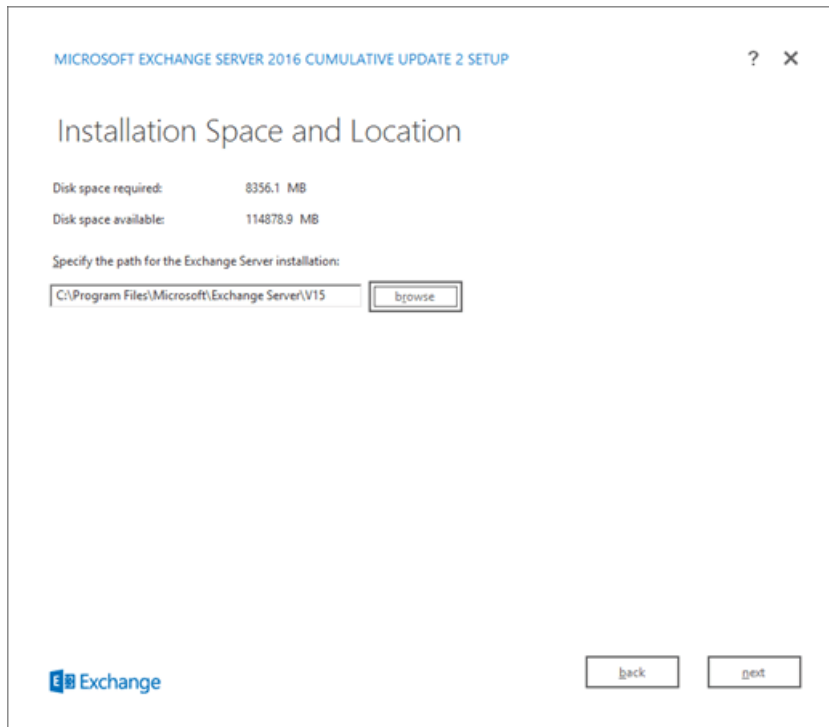 MICROSOFT EXCHANGE SERVER 2016 CUMULATIVE UPDATE 2 SETUP ? ✕
Installation Space and Location
Disk space required: 8356.1 MB
Disk space available: 114878.9 MB
Specify the path for the Exchange Server installation:
C:\Program Files\Microsoft\Exchange Server\V15 browse
E Exchange back next